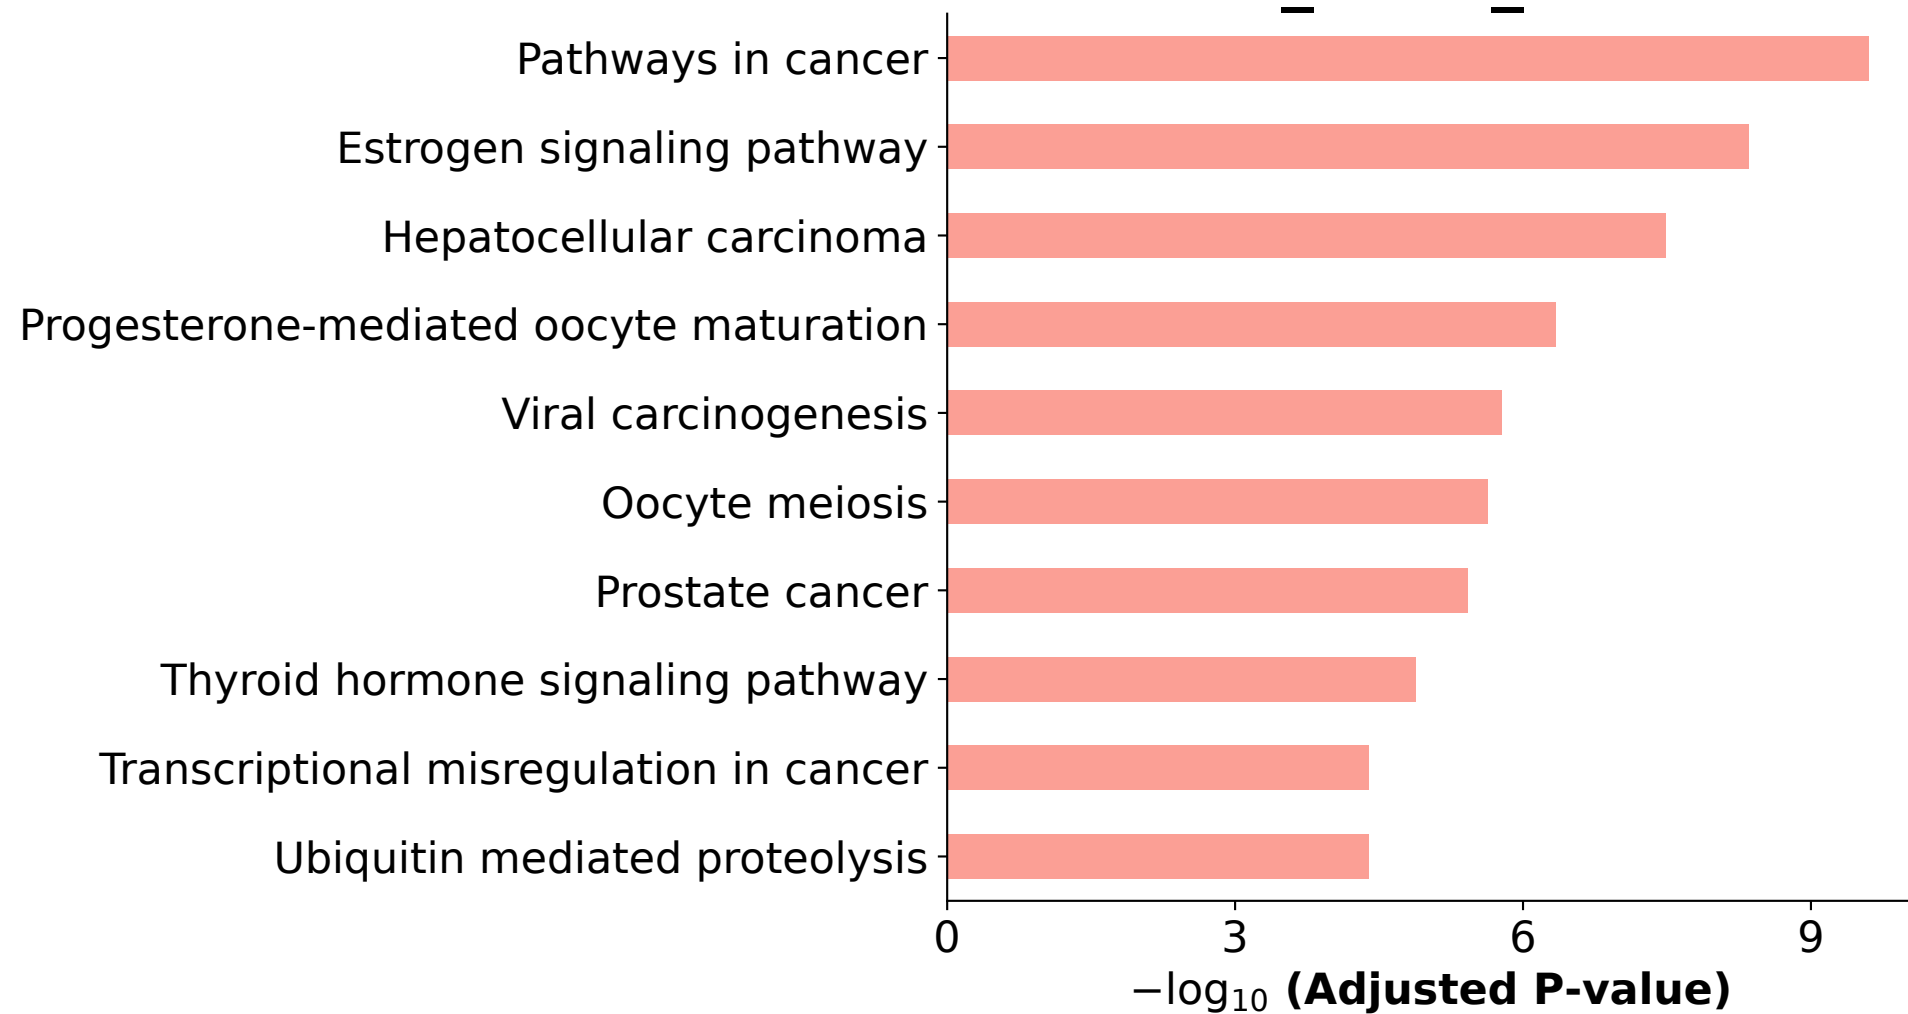 Pathways in cancer
Estrogen signaling pathway
Hepatocellular carcinoma
Progesterone-mediated oocyte maturation
Viral carcinogenesis
Oocyte meiosis
Prostate cancer
Thyroid hormone signaling pathway
Transcriptional misregulation in cancer
Ubiquitin mediated proteolysis
0 3 6 9
−log₁₀ (Adjusted P-value)